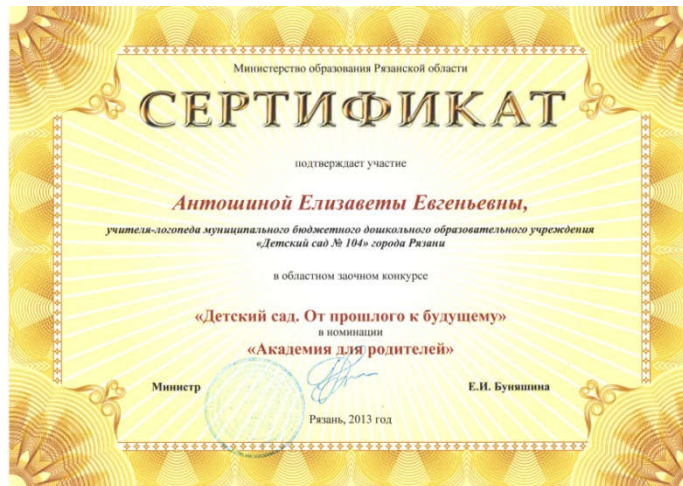 Министерство образования Рязанской области
СЕРТИФИКАТ
подтверждает участие
Антошиной Елизаветы Евгеньевны,
учителя-логопеда муниципального бюджетного дошкольного образовательного учреждения
«Детский сад № 104» города Рязани
в областном заочном конкурсе
«Детский сад. От прошлого к будущему»
в номинации
«Академия для родителей»
Министр Е.И. Буняшина
Рязань, 2013 год